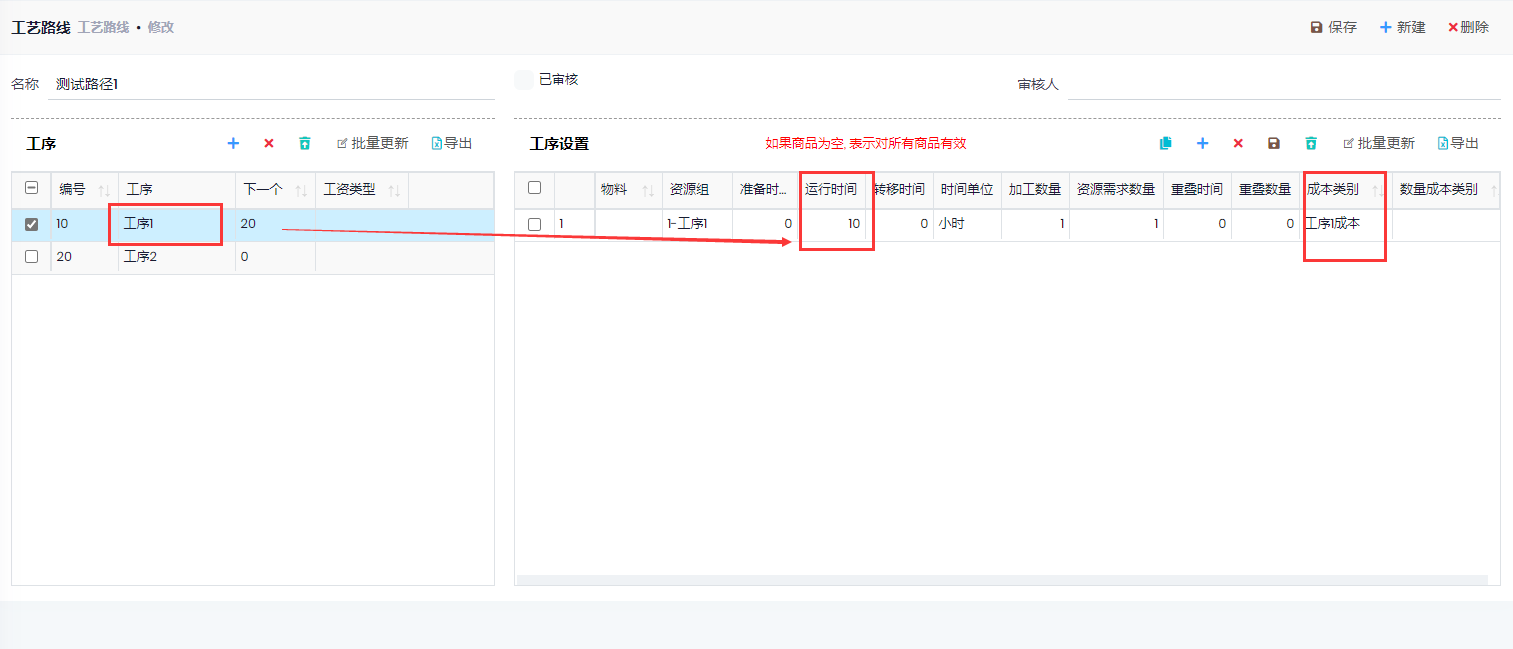 工艺路线 工艺路线 • 修改 保存 新建 删除
名称 测试路径1 已审核 审核人
工序 批量更新 导出 工序设置 如果商品为空, 表示对所有商品有效 批量更新 导出
编号 工序 下一个 工资类型 物料 资源组 准备时... 运行时间 转移时间 时间单位 加工数量 资源需求数量 重叠时间 重叠数量 成本类别 数量成本类别
10 工序1 20 1 1-工序1 0 10 0 小时 1 1 0 0 工序1成本
20 工序2 0